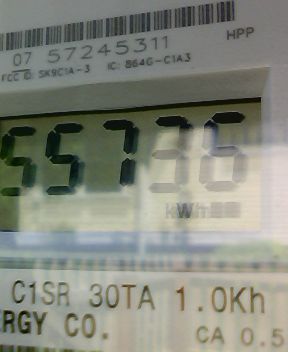 07 57245311
HPP
FCC ID: SK9C1A-3 IC: 864G-C1A3
55736
kWh
C1SR 30TA 1.0Kh
RGY CO.
CA 0.5